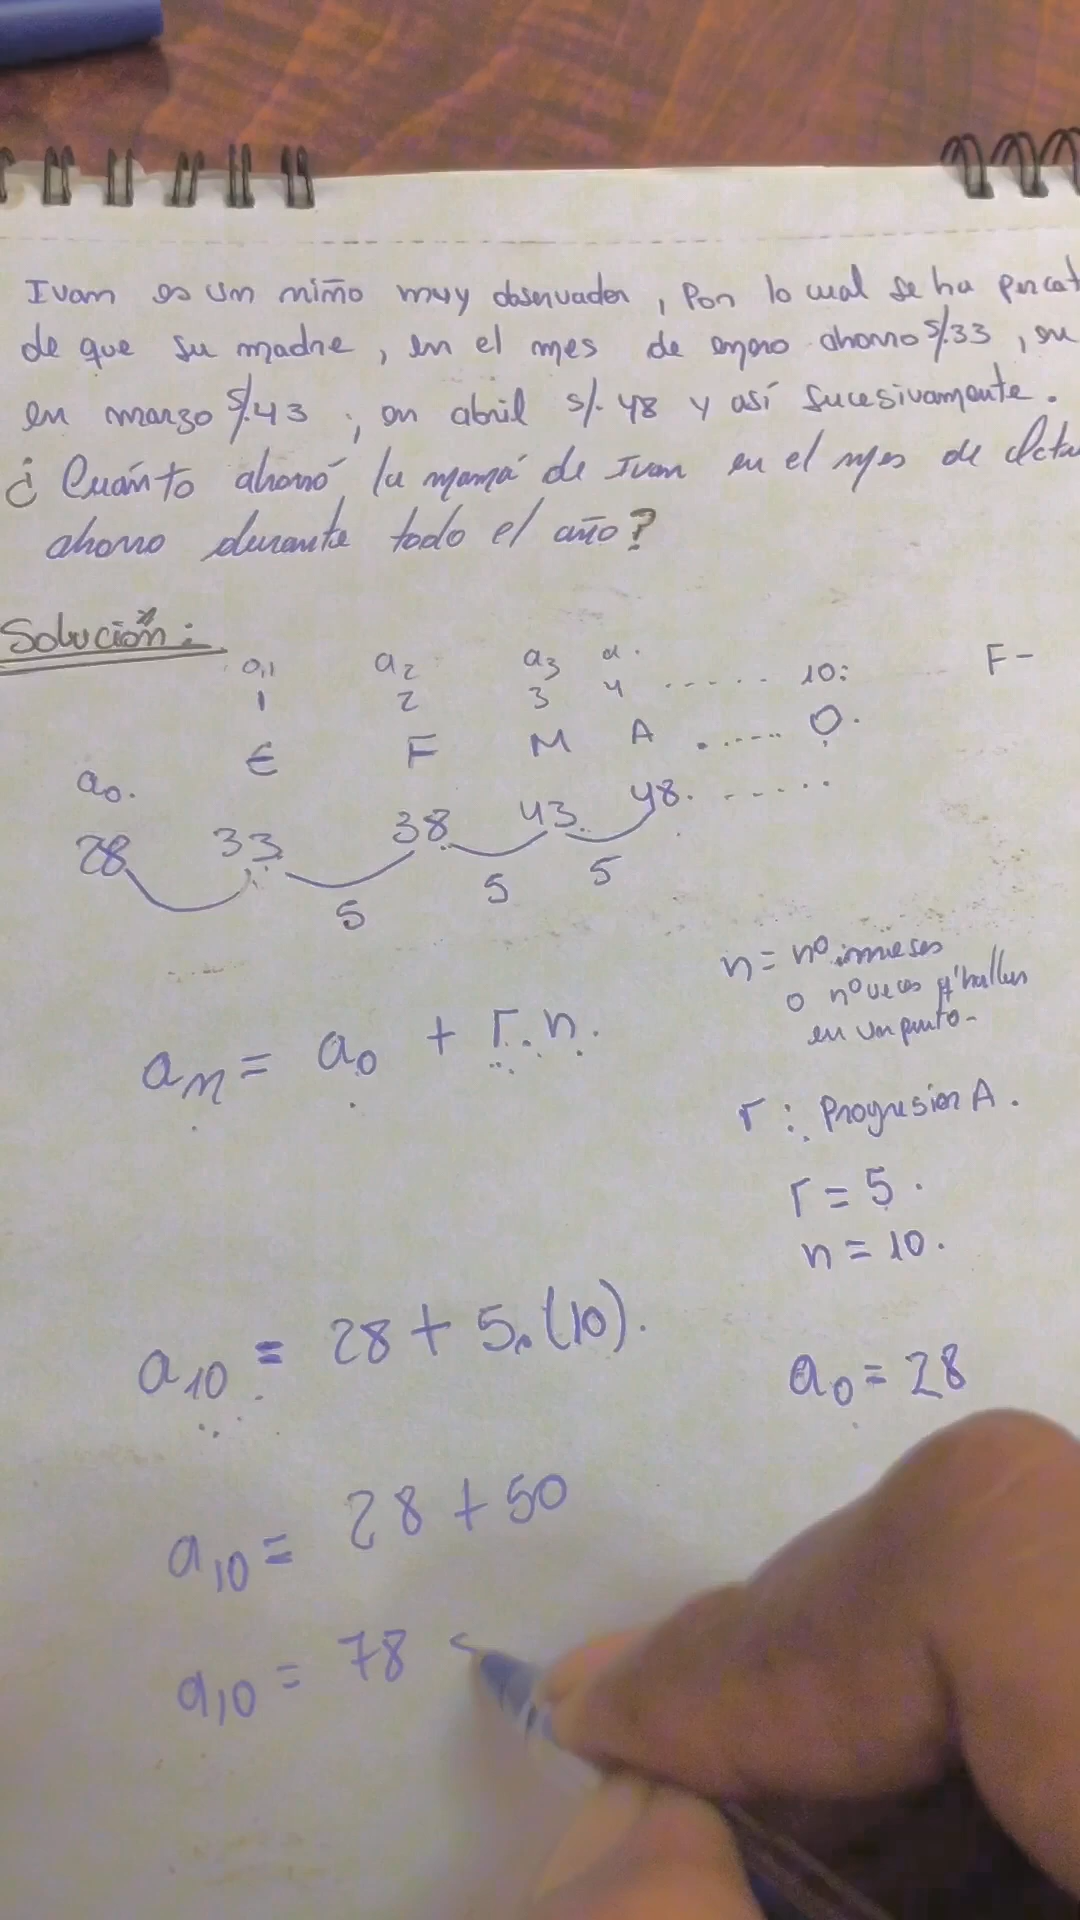 Ivan es un niño muy observador, Por lo cual se ha percat
de que su madre, en el mes de enero ahorro S/.33, en
en marzo S/.43, en abril s/. 48 y así sucesivamente.
¿Cuánto ahorró la mamá de Ivan en el mes de Octu
ahorro durante todo el año?
Solución:
a1 a2 a3 a.
1 2 3 4 ..... 10:
F-
E F M A ..... O.
a0.
28 33 38 43 48. ......
5 5 5
n = nº meses
o nº veces q' hallen
en un punto-
an = a0 + r.n.
r: Progresion A.
r = 5.
n = 10.
a10 = 28 + 5.(10).
a0 = 28
a10 = 28 + 50
a10 = 78